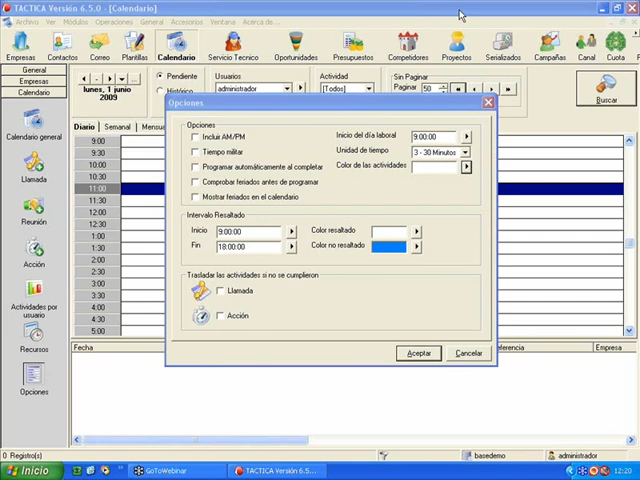 TACTICA Versión 6.5.0 - [Calendario]
Archivo Ver Módulos Operaciones General Accesorios Ventana Acerca de...
Empresas Contactos Correo Plantillas Calendario Servicio Tecnico Oportunidades Presupuestos Competidores Proyectos Serializados Campañas Canal Cuota
General
Empresas
Calendario
lunes, 1 junio
2009
Pendiente
Histórico
Usuarios
administrador
Actividad
[Todos]
Sin Paginar
Paginar 50
Buscar
Diario Semanal Mensual
Calendario general
Llamada
Reunión
Acción
Actividades por
usuario
Recursos
Opciones
9:00
9:30
10:00
10:30
11:00
11:30
12:00
12:30
1:00
1:30
2:00
2:30
3:00
3:30
4:00
4:30
5:00
Opciones
Opciones
Incluir AM/PM
Tiempo militar
Programar automáticamente al completar
Comprobar feriados antes de programar
Mostrar feriados en el calendario
Inicio del día laboral 9:00:00
Unidad de tiempo 3 - 30 Minutos
Color de las actividades
Intervalo Resaltado
Inicio 9:00:00 Color resaltado
Fin 18:00:00 Color no resaltado
Trasladar las actividades si no se cumplieron
Llamada
Acción
Aceptar Cancelar
Fecha
Empresa
0 Registro(s) basedemo administrador
Inicio GoToWebinar TACTICA Versión 6.5.0... 12:20